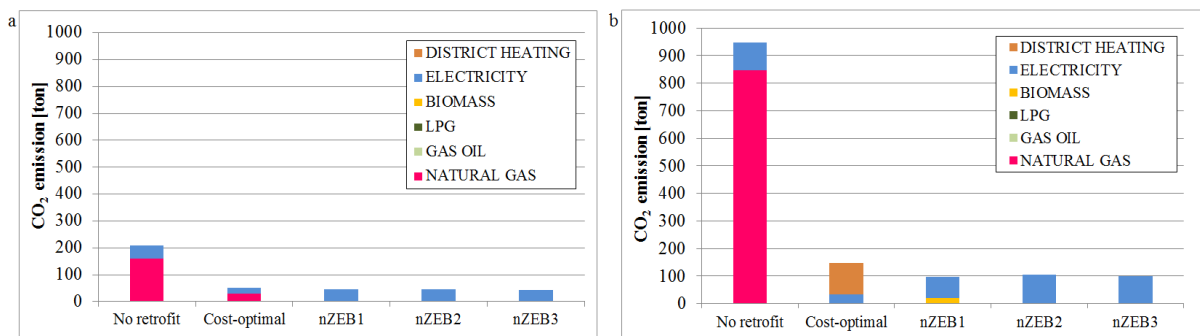 a
CO₂ emission [ton]
1000
900
800
700
600
500
400
300
200
100
0
DISTRICT HEATING
ELECTRICITY
BIOMASS
LPG
GAS OIL
NATURAL GAS
No retrofit Cost-optimal nZEB1 nZEB2 nZEB3
b
CO₂ emission [ton]
1000
900
800
700
600
500
400
300
200
100
0
DISTRICT HEATING
ELECTRICITY
BIOMASS
LPG
GAS OIL
NATURAL GAS
No retrofit Cost-optimal nZEB1 nZEB2 nZEB3